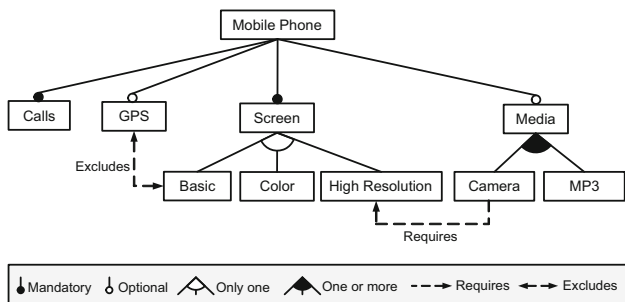 Mobile Phone
Calls
GPS
Screen
Media
Excludes
Basic
Color
High Resolution
Camera
MP3
Requires
Mandatory
Optional
Only one
One or more
Requires
Excludes